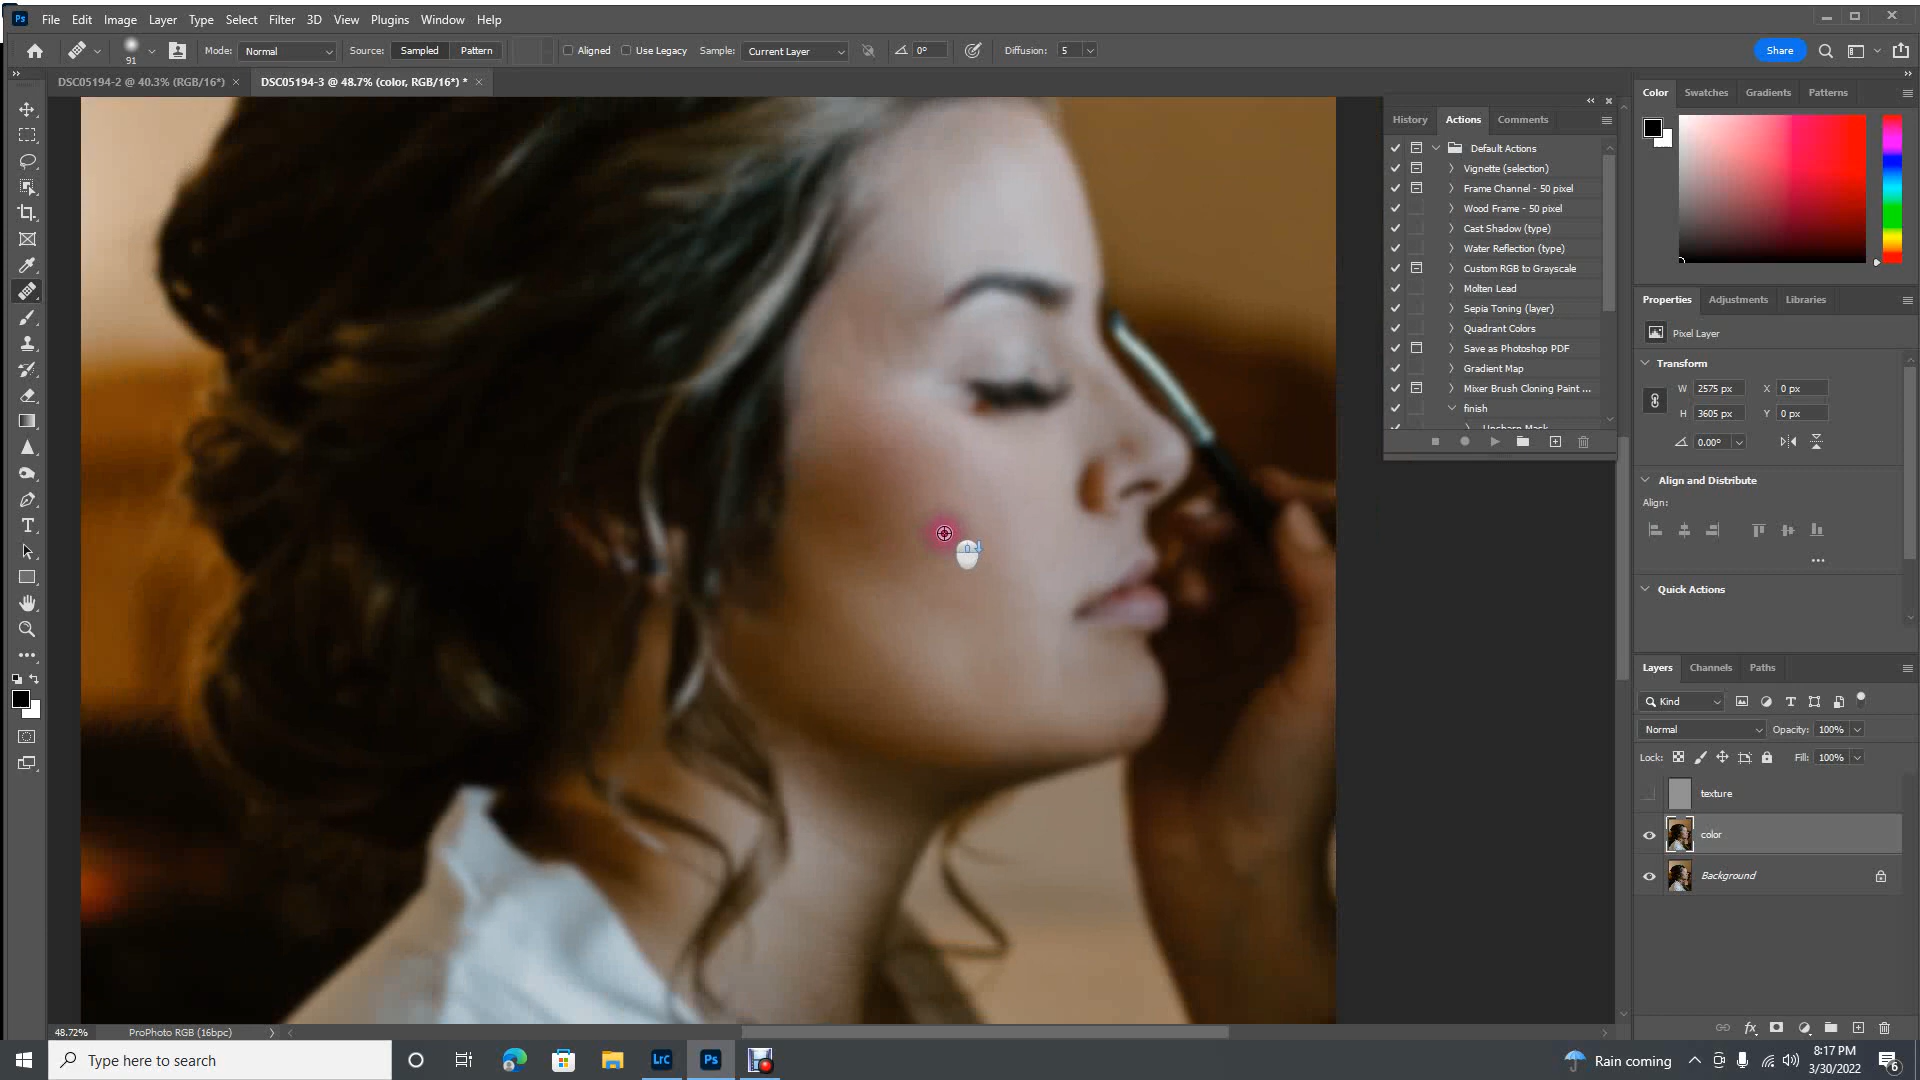 Ps File Edit Image Layer Type Select Filter 3D View Plugins Window Help
91 Mode: Normal Source: Sampled Pattern Aligned Use Legacy Sample: Current Layer 0° Diffusion: 5 Share
DSC05194-2 @ 40.3% (RGB/16*) × DSC05194-3 @ 48.7% (color, RGB/16*) * ×
History Actions Comments
Default Actions
Vignette (selection)
Frame Channel - 50 pixel
Wood Frame - 50 pixel
Cast Shadow (type)
Water Reflection (type)
Custom RGB to Grayscale
Molten Lead
Sepia Toning (layer)
Quadrant Colors
Save as Photoshop PDF
Gradient Map
Mixer Brush Cloning Paint ...
finish
Unsharp Mask
Color Swatches Gradients Patterns
Properties Adjustments Libraries
Pixel Layer
Transform
W 2575 px X 0 px
H 3605 px Y 0 px
0.00°
Align and Distribute
Align:
Quick Actions
Layers Channels Paths
Kind
Normal Opacity: 100%
Lock: Fill: 100%
texture
color
Background
48.72% ProPhoto RGB (16bpc)
Type here to search
LrC Ps
Rain coming
8:17 PM
3/30/2022
6